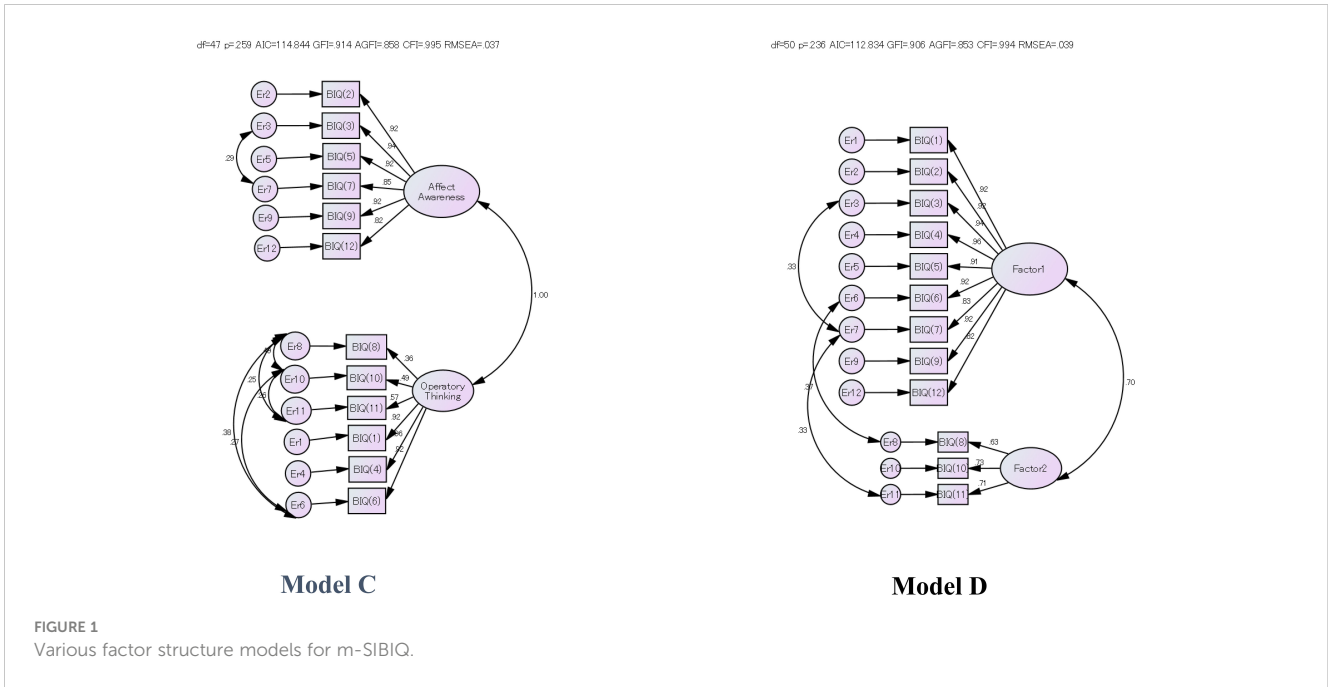 df=47 p=.259 AIC=114.844 GFI=.914 AGFI=.858 CFI=.995 RMSEA=.037
Er2 BIQ(2)
.92
Er3 BIQ(3)
.94
.29
Er5 BIQ(5)
.92
Er7 BIQ(7)
.85
Affect
Awareness
Er9 BIQ(9)
.92
.82
Er12 BIQ(12)
1.00
Er8 BIQ(8)
.36
.25
Er10 BIQ(10)
.49
Operatory
Thinking
Er11 BIQ(11)
.57
.92
.38
.27
Er1 BIQ(1)
Er4 BIQ(4)
Er6 BIQ(6)
Model C
df=50 p=.236 AIC=112.834 GFI=.906 AGFI=.853 CFI=.994 RMSEA=.039
Er1 BIQ(1)
Er2 BIQ(2)
.92
Er3 BIQ(3)
Er4 BIQ(4)
.96
.33
Er5 BIQ(5)
.91
Factor1
Er6 BIQ(6)
.92
.83
Er7 BIQ(7)
.92
Er9 BIQ(9)
Er12 BIQ(12)
.70
.33
Er8 BIQ(8)
.63
Er10 BIQ(10)
.73
Factor2
Er11 BIQ(11)
.71
Model D
FIGURE 1
Various factor structure models for m-SIBIQ.